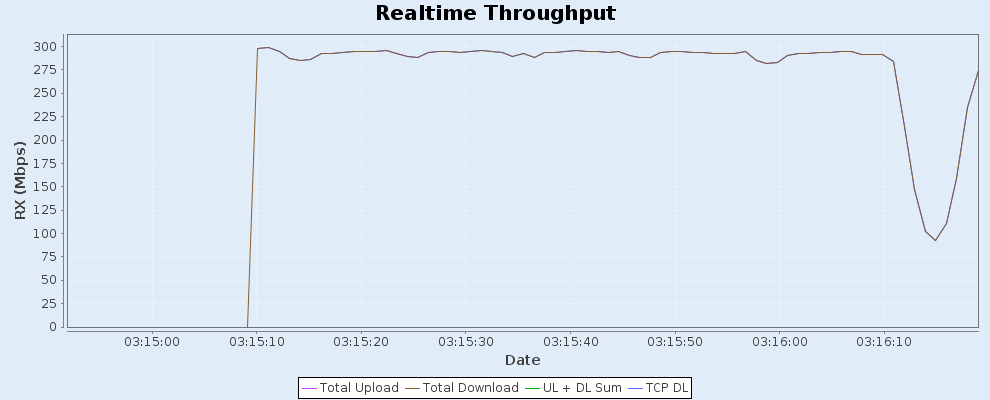 Realtime Throughput
RX (Mbps)
300
275
250
225
200
175
150
125
100
75
50
25
0
03:15:00 03:15:10 03:15:20 03:15:30 03:15:40 03:15:50 03:16:00 03:16:10
Date
Total Upload Total Download UL + DL Sum TCP DL